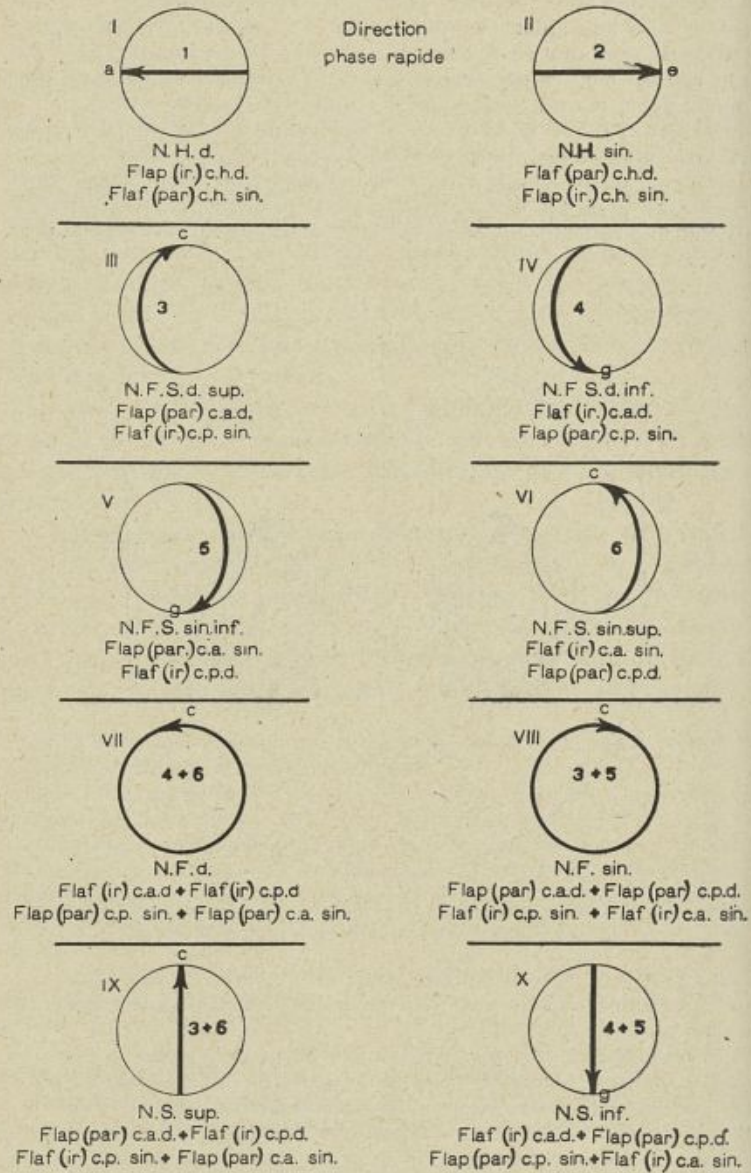 Direction
phase rapide
I
1
a
N. H. d.
Flap (ir.) c.h.d.
Flaf (par) c.h. sin.
II
2
e
N.H. sin.
Flaf (par) c.h.d.
Flap (ir.) c.h. sin.
III
c
3
N.F.S.d. sup.
Flap (par) c.a.d.
Flaf (ir.) c.p. sin.
IV
4
g
N.F S.d. inf.
Flaf (ir.) c.a.d.
Flap (par) c.p. sin.
V
5
g
N.F.S. sin.inf.
Flap (par.) c.a. sin.
Flaf (ir) c.p.d.
VI
c
6
N.F.S. sin.sup.
Flaf (ir) c.a. sin.
Flap (par) c.p.d.
VII
c
4 + 6
N.F. d.
Flaf (ir) c.a.d + Flaf (ir) c.p.d
Flap (par) c.p. sin. + Flap (par) c.a. sin.
VIII
c
3 + 5
N.F. sin.
Flap (par) c.a.d. + Flap (par) c.p.d.
Flaf (ir) c.p. sin + Flaf (ir) c.a. sin.
IX
c
3 + 6
N.S. sup.
Flap (par) c.a.d. + Flaf (ir) c.p.d.
Flaf (ir) c.p. sin. + Flap (par) c.a. sin.
X
4 + 5
g
N.S. inf.
Flaf (ir) c.a.d. + Flap (par) c.p.d.
Flap (par) c.p. sin. + Flaf (ir) c.a. sin.